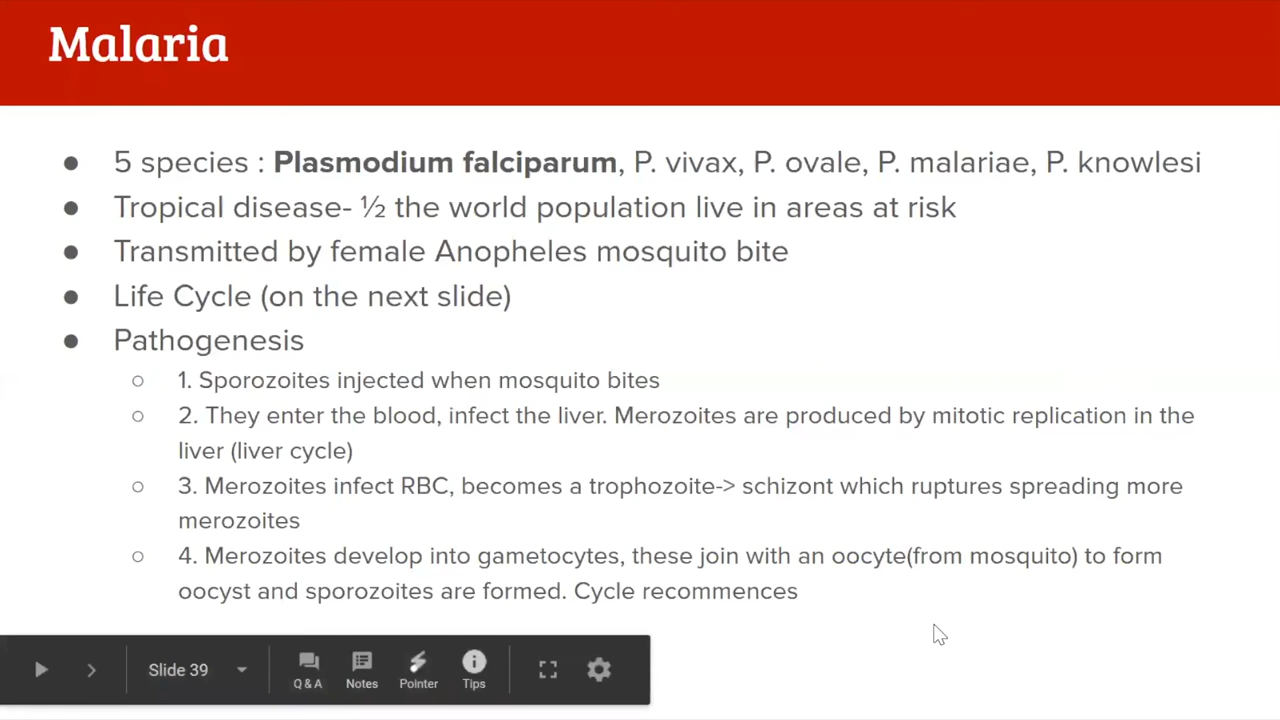 Malaria
● 5 species : Plasmodium falciparum, P. vivax, P. ovale, P. malariae, P. knowlesi
● Tropical disease- ½ the world population live in areas at risk
● Transmitted by female Anopheles mosquito bite
● Life Cycle (on the next slide)
● Pathogenesis
○ 1. Sporozoites injected when mosquito bites
○ 2. They enter the blood, infect the liver. Merozoites are produced by mitotic replication in the
liver (liver cycle)
○ 3. Merozoites infect RBC, becomes a trophozoite-> schizont which ruptures spreading more
merozoites
○ 4. Merozoites develop into gametocytes, these join with an oocyte(from mosquito) to form
oocyst and sporozoites are formed. Cycle recommences
Slide 39
Q & A Notes Pointer Tips